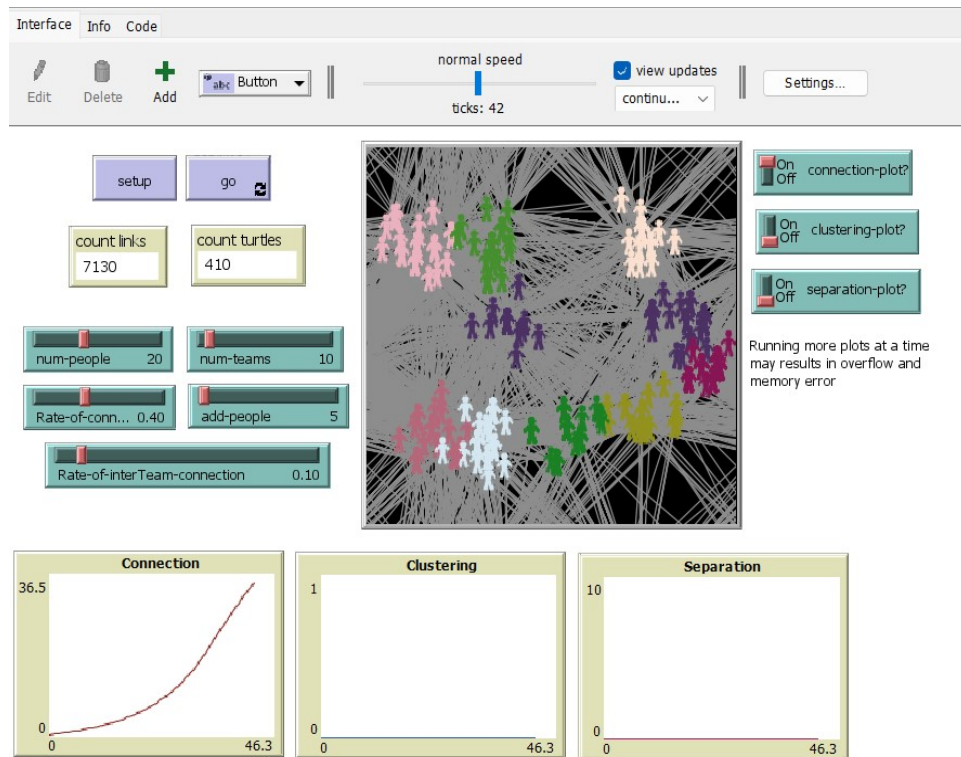 Interface Info Code
Edit
Delete
Add
abc Button
normal speed
ticks: 42
view updates
continu...
Settings...
setup
go
count links
7130
count turtles
410
num-people 20
num-teams 10
Rate-of-conn... 0.40
add-people 5
Rate-of-interTeam-connection 0.10
On
Off
connection-plot?
On
Off
clustering-plot?
On
Off
separation-plot?
Running more plots at a time
may results in overflow and
memory error
Connection
36.5
0
0 46.3
Clustering
1
0
0 46.3
Separation
10
0
0 46.3